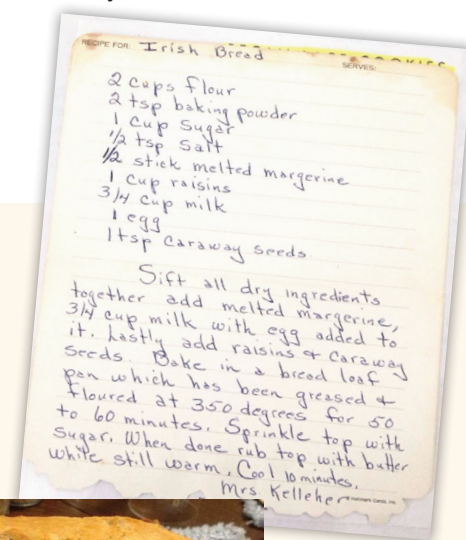 RECIPE FOR: Irish Bread
SERVES:
2 cups flour
2 tsp baking powder
1 cup Sugar
1/2 tsp Salt
1/2 stick melted margerine
1 cup raisins
3/4 cup milk
1 egg
1 tsp Caraway seeds
Sift all dry ingredients
together add melted margerine,
3/4 cup milk with egg added to
it. Lastly add raisins & Caraway
Seeds. Bake in a bread loaf
pan which has been greased &
floured at 350 degrees for 50
to 60 minutes. Sprinkle top with
Sugar. When done rub top with butter
while still warm. Cool 10 minutes.
Mrs. Kelleher